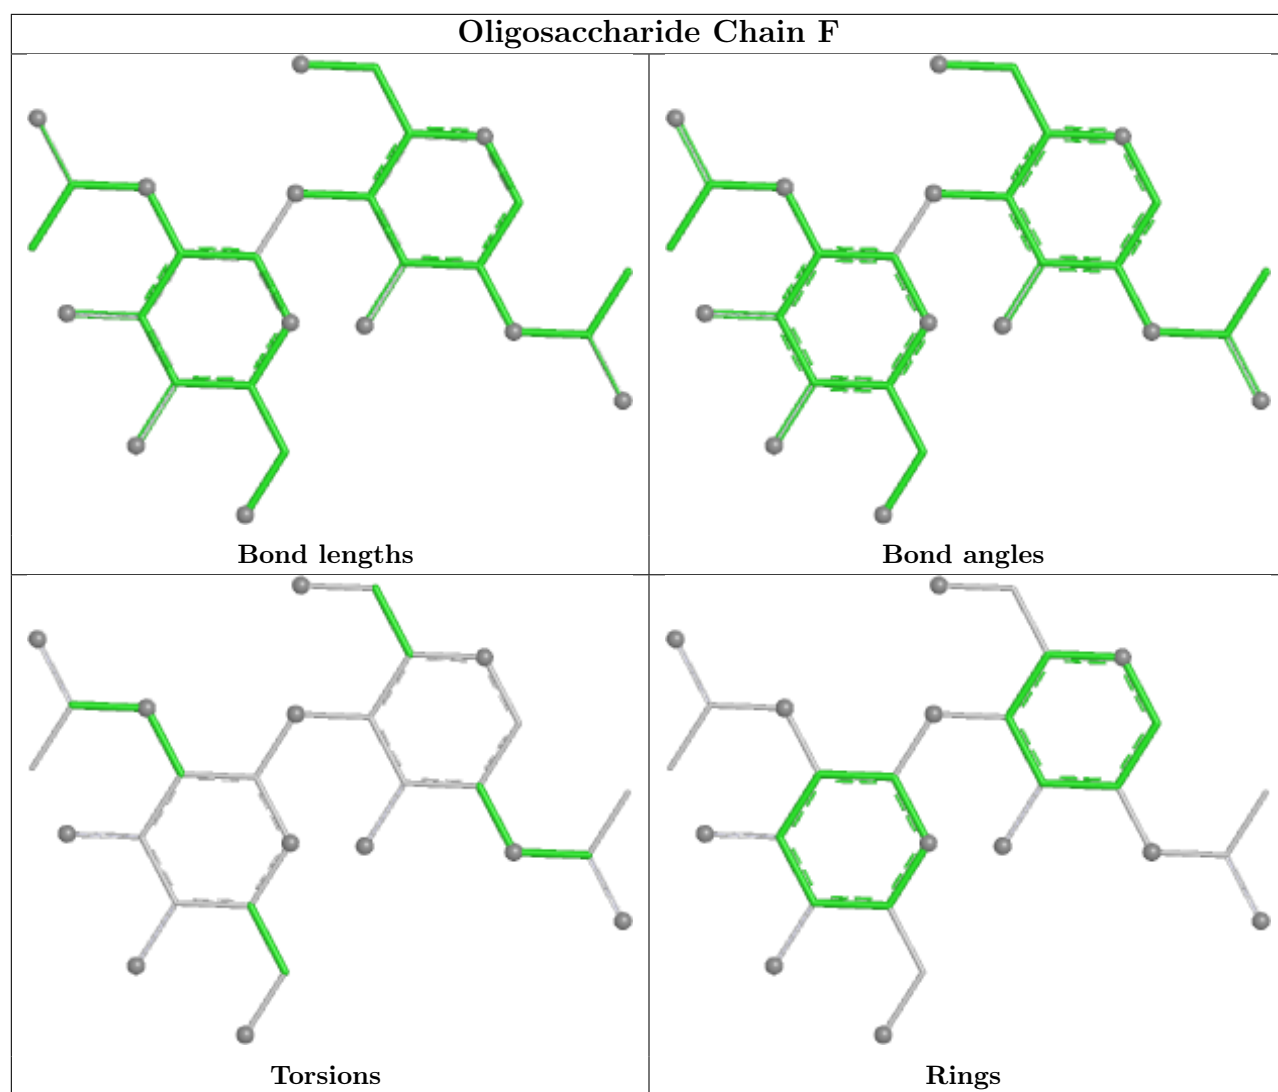 Oligosaccharide Chain F
Bond lengths
Bond angles
Torsions
Rings